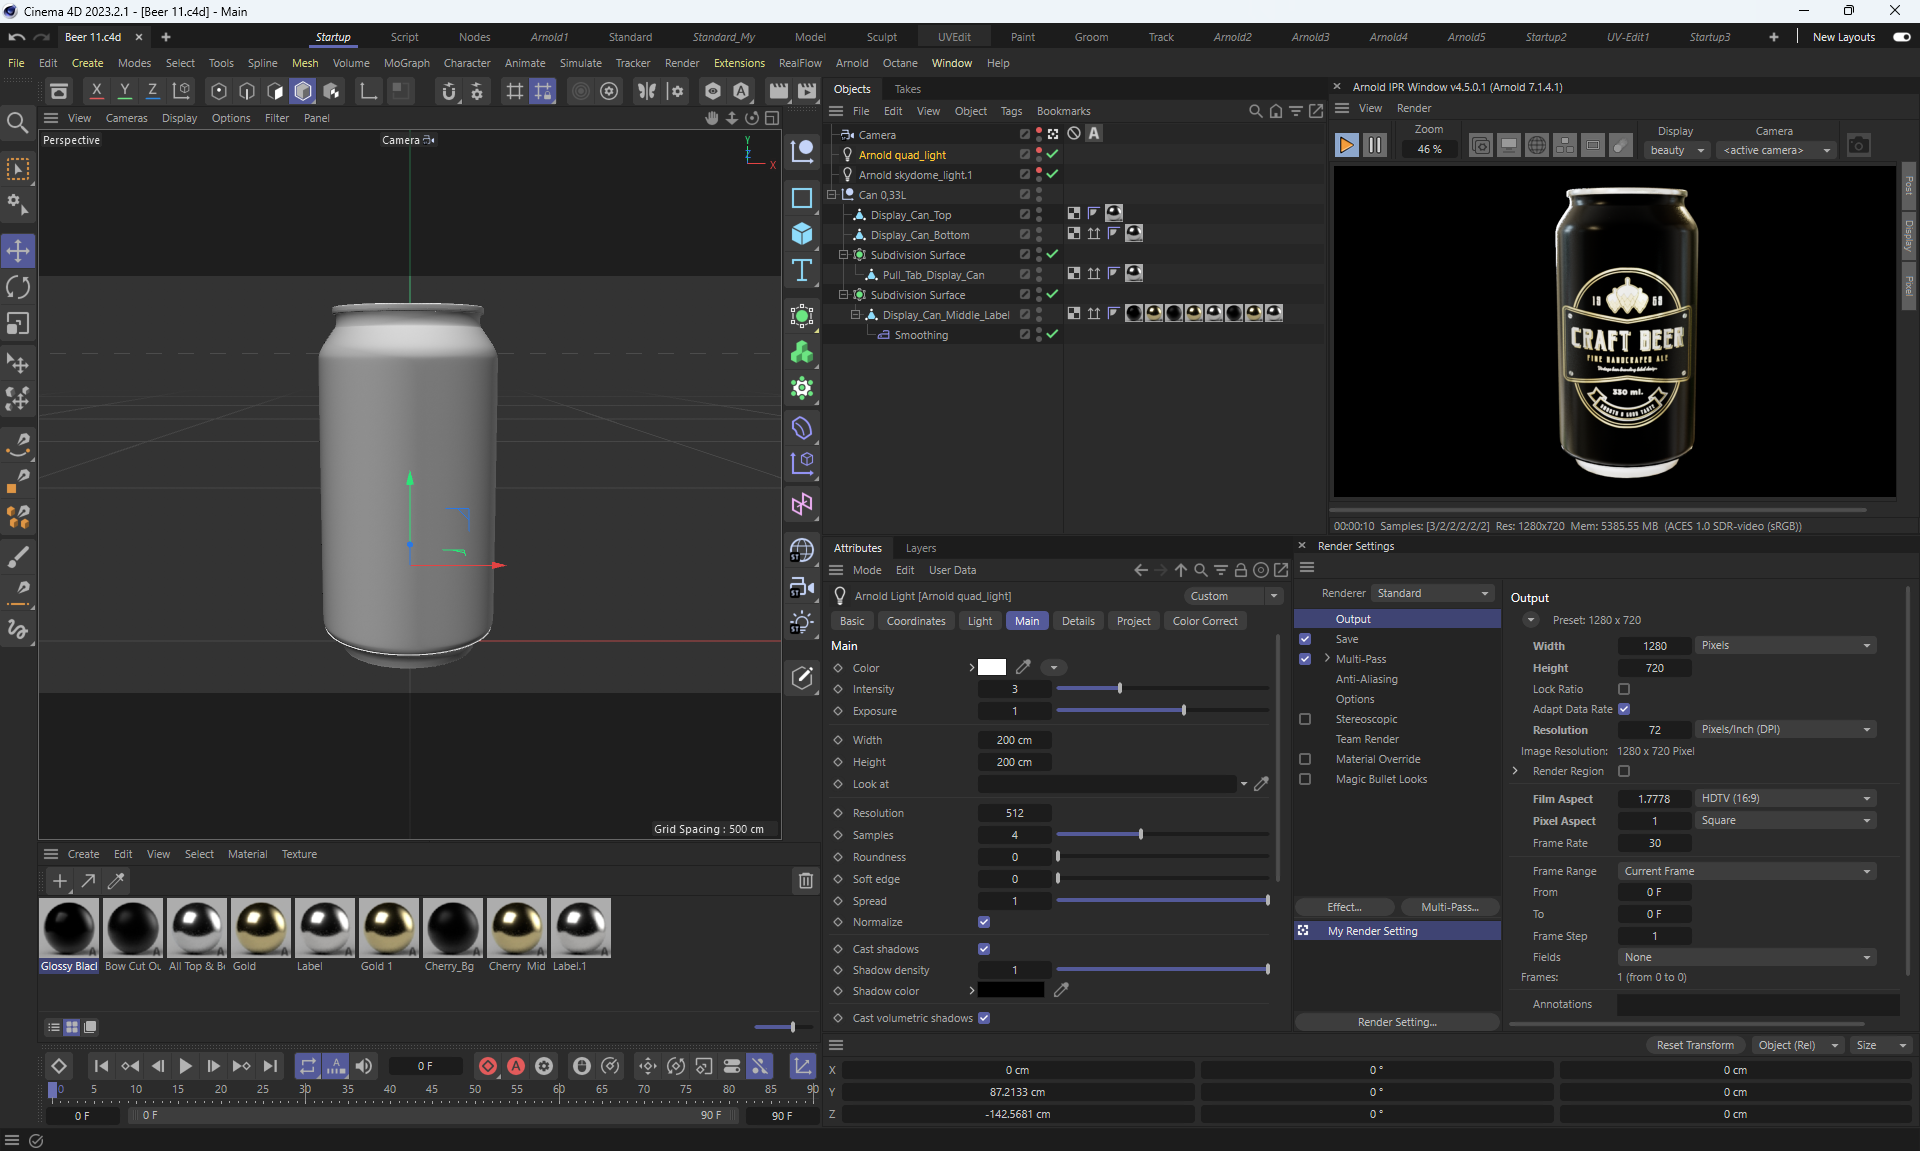 Cinema 4D 2023.2.1 - [Beer 11.c4d] - Main
Beer 11.c4d
Startup
Script
Nodes
Arnold1
Standard
Standard_My
Model
Sculpt
UVEdit
Paint
Groom
Track
Arnold2
Arnold3
Arnold4
Arnold5
Startup2
UV-Edit1
Startup3
New Layouts
File Edit Create Modes Select Tools Spline Mesh Volume MoGraph Character Animate Simulate Tracker Render Extensions RealFlow Arnold Octane Window Help
X Y Z
View Cameras Display Options Filter Panel
Perspective
Camera
Y
Z
X
Grid Spacing : 500 cm
Objects Takes
File Edit View Object Tags Bookmarks
Camera
Arnold quad_light
Arnold skydome_light.1
Can 0,33L
Display_Can_Top
Display_Can_Bottom
Subdivision Surface
Pull_Tab_Display_Can
Subdivision Surface
Display_Can_Middle_Label
Smoothing
Arnold IPR Window v4.5.0.1 (Arnold 7.1.4.1)
View Render
Zoom
46 %
Display
beauty
Camera
<active camera>
Post
Display
Pixel
CRAFT BEER
FINE HANDCRAFED ALE
330 ml.
00:00:10 Samples: [3/2/2/2/2/2] Res: 1280x720 Mem: 5385.55 MB (ACES 1.0 SDR-video (sRGB))
Attributes Layers
Mode Edit User Data
Arnold Light [Arnold quad_light]
Custom
Basic Coordinates Light Main Details Project Color Correct
Main
Color
Intensity 3
Exposure 1
Width 200 cm
Height 200 cm
Look at
Resolution 512
Samples 4
Roundness 0
Soft edge 0
Spread 1
Normalize
Cast shadows
Shadow density 1
Shadow color
Cast volumetric shadows
Render Settings
Renderer Standard
Output
Save
Multi-Pass
Anti-Aliasing
Options
Stereoscopic
Team Render
Material Override
Magic Bullet Looks
Effect... Multi-Pass...
My Render Setting
Render Setting...
Output
Preset: 1280 x 720
Width 1280 Pixels
Height 720
Lock Ratio
Adapt Data Rate
Resolution 72 Pixels/Inch (DPI)
Image Resolution: 1280 x 720 Pixel
Render Region
Film Aspect 1.7778 HDTV (16:9)
Pixel Aspect 1 Square
Frame Rate 30
Frame Range Current Frame
From 0 F
To 0 F
Frame Step 1
Fields None
Frames: 1 (from 0 to 0)
Annotations
Create Edit View Select Material Texture
Glossy Blacl
Bow Cut Ou
All Top & B
Gold
Label
Gold 1
Cherry_Bg
Cherry Mid
Label.1
0 F
0 5 10 15 20 25 30 35 40 45 50 55 60 65 70 75 80 85 90
0 F 0 F 90 F 90 F
Reset Transform Object (Rel) Size
X 0 cm 0 ° 0 cm
Y 87.2133 cm 0 ° 0 cm
Z -142.5681 cm 0 ° 0 cm